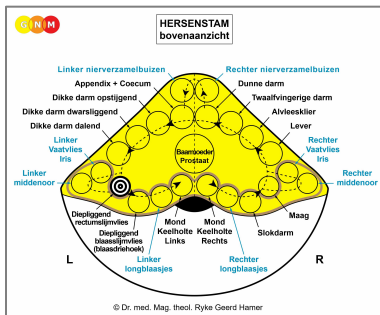 G N M
HERSENSTAM
bovenaanzicht
Linker nierverzamelbuizen
Rechter nierverzamelbuizen
Appendix + Coecum
Dunne darm
Dikke darm opstijgend
Twaalfvingerige darm
Dikke darm dwarsliggend
Alvleesklier
Dikke darm dalend
Lever
Linker
Vaatvlies
Iris
Rechter
Vaatvlies
Iris
Baarmoeder
Prostaat
Linker
middenoor
Rechter
middenoor
Diepliggend
rectumslijmvlies
Diepliggend
blaasslijmvlies
(blaasdriehoek)
Mond
Keelholte
Links
Mond
Keelholte
Rechts
Maag
Slokdarm
Linker
longblaasjes
Rechter
longblaasjes
L
R
© Dr. med. Mag. theol. Ryke Geerd Hamer